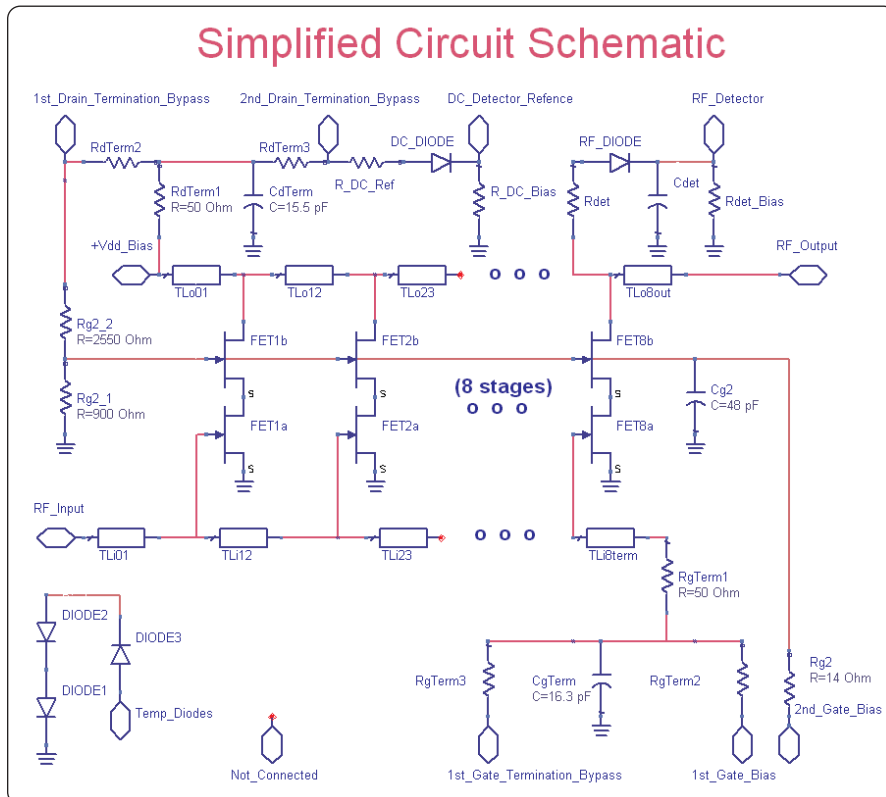 Simplified Circuit Schematic
1st_Drain_Termination_Bypass
2nd_Drain_Termination_Bypass
DC_Detector_Refence
RF_Detector
RdTerm2
RdTerm3
DC_DIODE
RF_DIODE
RdTerm1
R=50 Ohm
CdTerm
C=15.5 pF
R_DC_Ref
R_DC_Bias
Rdet
Cdet
Rdet_Bias
+Vdd_Bias
RF_Output
TLo01
TLo12
TLo23
o o o
TLo8out
Rg2_2
R=2550 Ohm
FET1b
FET2b
FET8b
Rg2_1
R=900 Ohm
S
S
(8 stages)
o o o
S
Cg2
C=48 pF
FET1a
FET2a
FET8a
S
S
S
RF_Input
TLi01
TLi12
TLi23
o o o
TLi8term
RgTerm1
R=50 Ohm
DIODE2
DIODE3
DIODE1
Temp_Diodes
Not_Connected
RgTerm3
CgTerm
C=16.3 pF
RgTerm2
Rg2
R=14 Ohm
2nd_Gate_Bias
1st_Gate_Termination_Bypass
1st_Gate_Bias